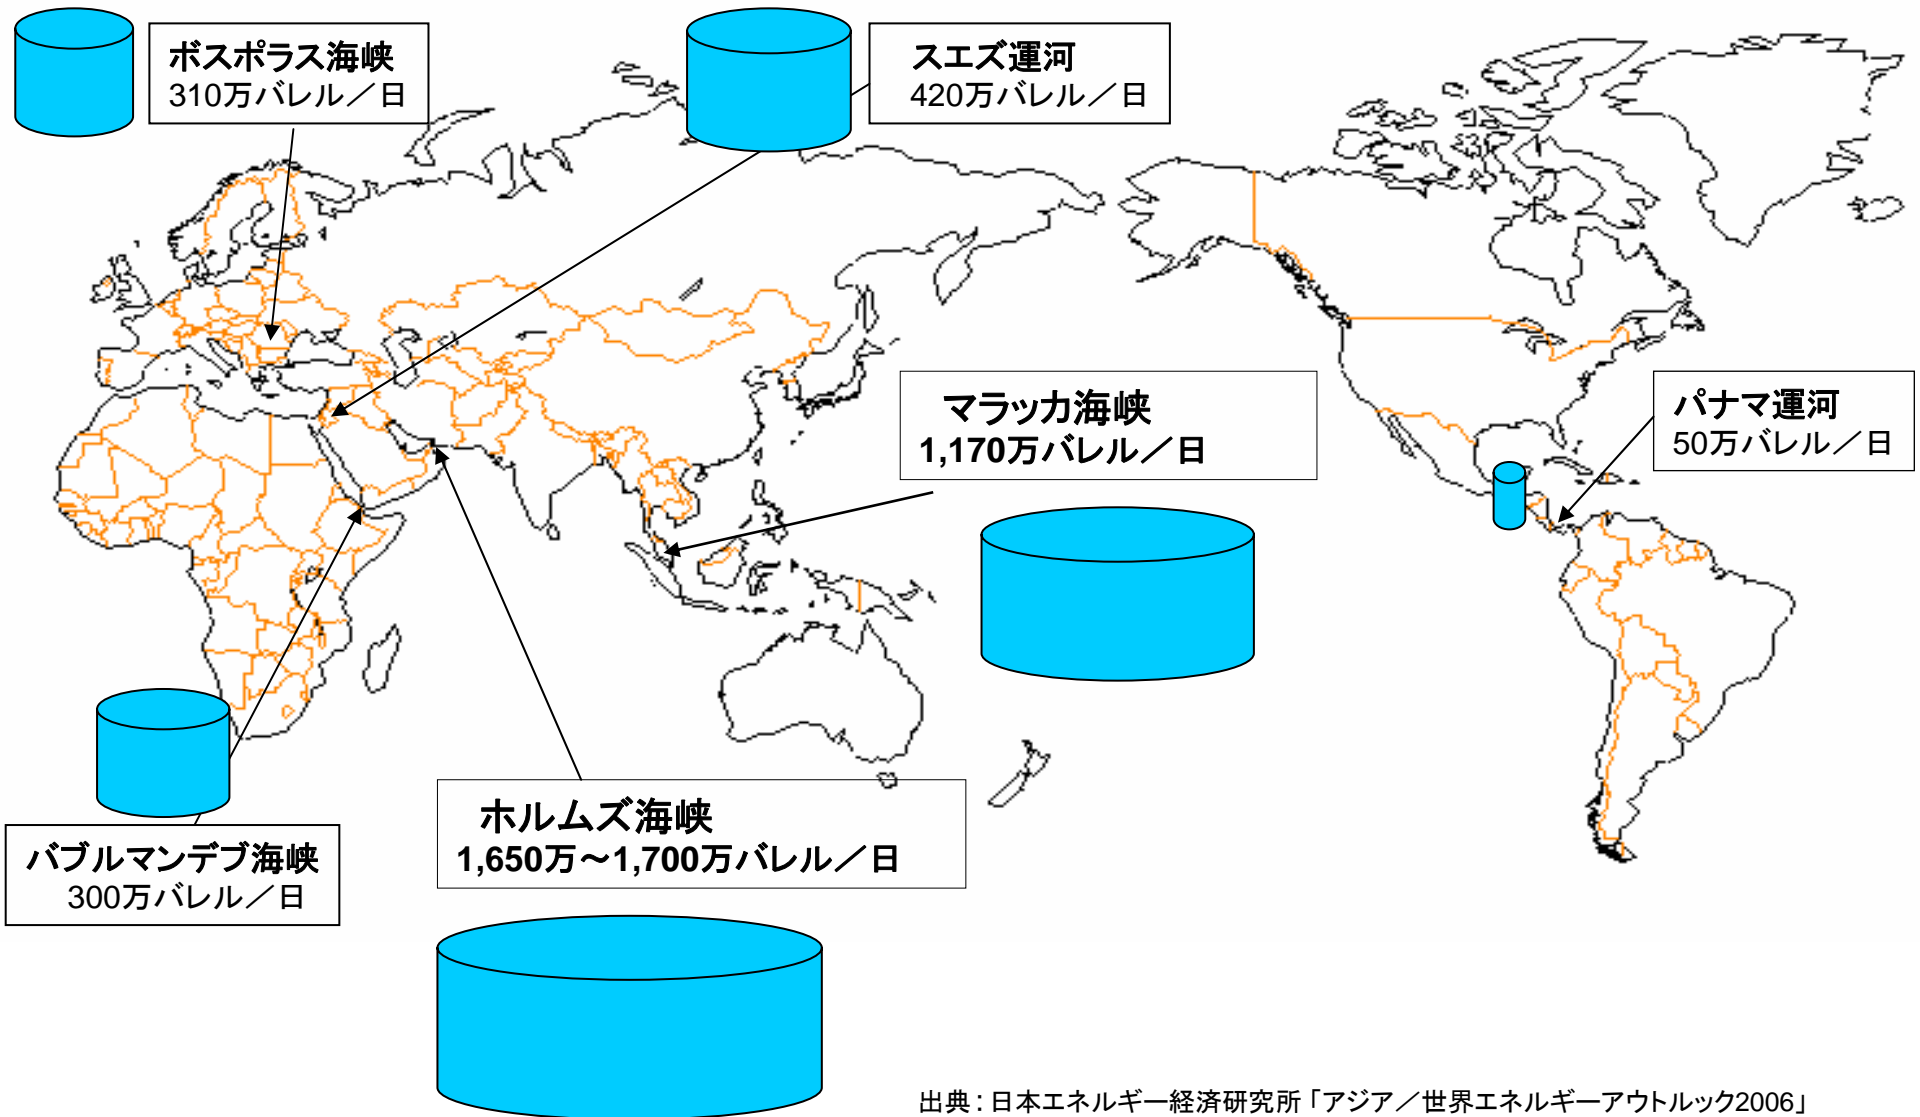 ボスポラス海峡
310万バレル／日
スエズ運河
420万バレル／日
マラッカ海峡
1,170万バレル／日
パナマ運河
50万バレル／日
バブルマンデブ海峡
300万バレル／日
ホルムズ海峡
1,650万～1,700万バレル／日
出典：日本エネルギー経済研究所「アジア／世界エネルギーアウトルック2006」